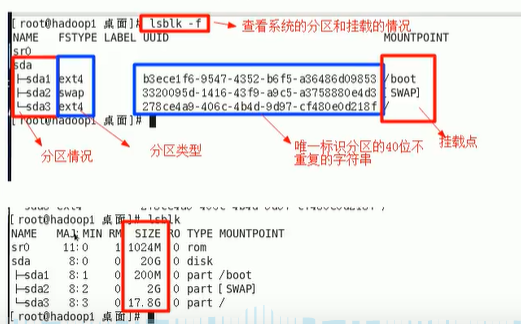 [root@hadoop1 桌面]# lsblk -f
查看系统的分区和挂载的情况
NAME FSTYPE LABEL UUID MOUNTPOINT
sr0
sda
├─sda1 ext4 b3ece1f6-9547-4352-b6f5-a36486d09853 /boot
├─sda2 swap 3320095d-1416-43f9-a9c5-a3758880e4d3 [SWAP]
└─sda3 ext4 278ce4a9-406c-4b4d-9d97-cf480e0d218f /
[root@hadoop1 桌面]#
分区情况
分区类型
唯一标识分区的40位不
重复的字符串
挂载点
[root@hadoop1 桌面]# lsblk
NAME MAJ:MIN RM SIZE RO TYPE MOUNTPOINT
sr0 11:0 1 1024M 0 rom
sda 8:0 0 20G 0 disk
├─sda1 8:1 0 200M 0 part /boot
├─sda2 8:2 0 2G 0 part [SWAP]
└─sda3 8:3 0 17.8G 0 part /